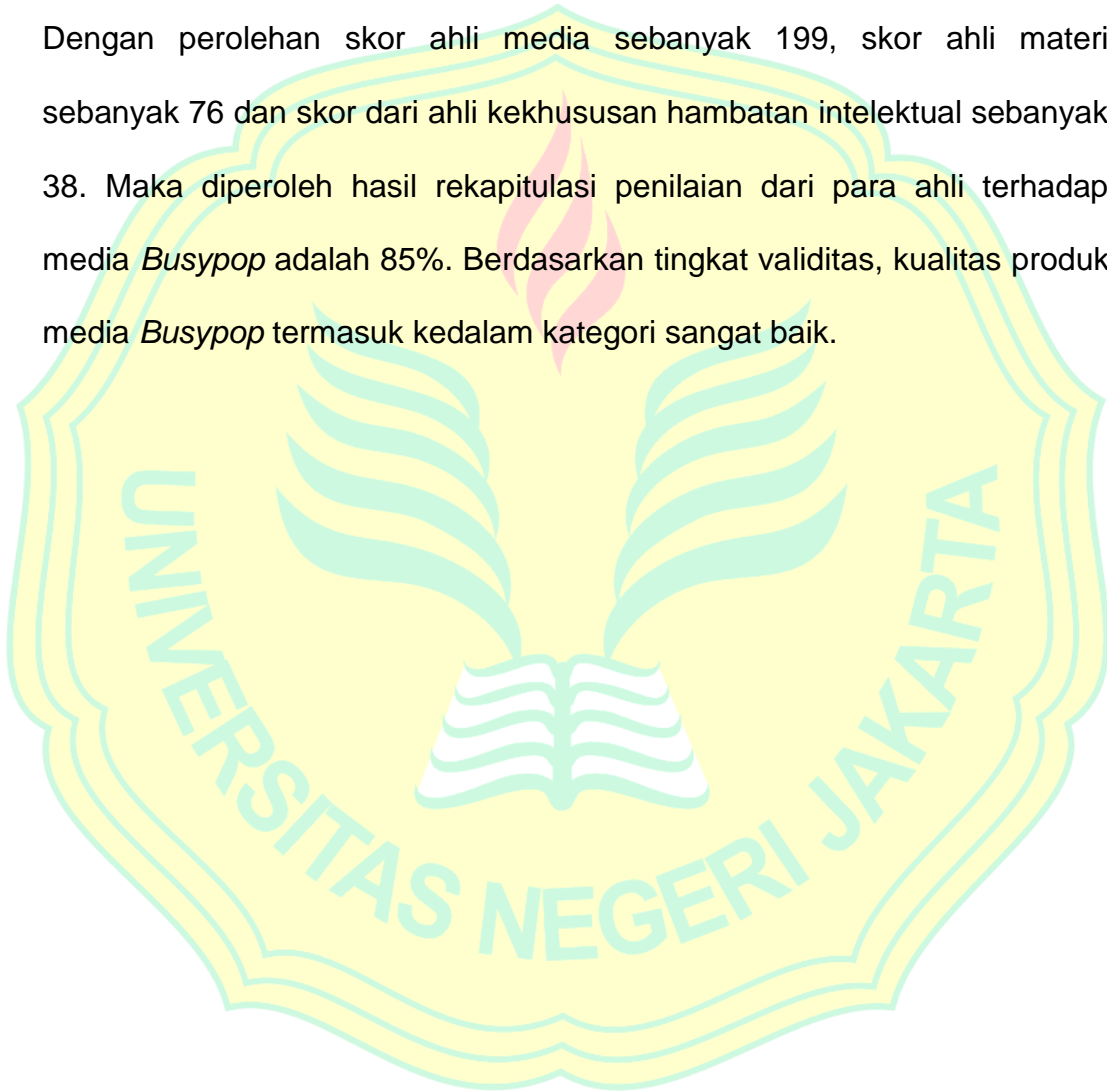 Dengan perolehan skor ahli media sebanyak 199, skor ahli materi
sebanyak 76 dan skor dari ahli kekhususan hambatan intelektual sebanyak
38. Maka diperoleh hasil rekapitulasi penilaian dari para ahli terhadap
media Busypop adalah 85%. Berdasarkan tingkat validitas, kualitas produk
media Busypop termasuk kedalam kategori sangat baik.
UNIVERSITAS NEGERI JAKARTA